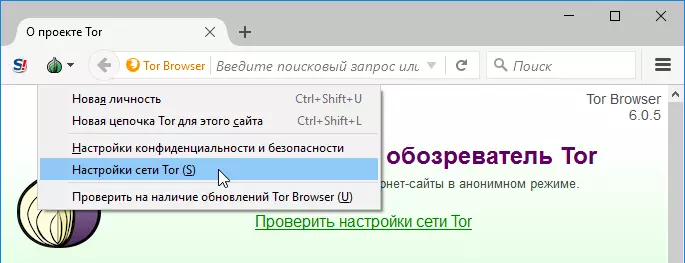 О проекте Tor
S!
Tor Browser
Введите поисковый запрос или
Поиск
Новая личность Ctrl+Shift+U
Новая цепочка Tor для этого сайта Ctrl+Shift+L
Настройки конфиденциальности и безопасности
Настройки сети Tor (S)
Проверить на наличие обновлений Tor Browser (U)
Tor Browser
6.0.5
обозреватель Tor
рнет-сайты в анонимном режиме.
Проверить настройки сети Tor